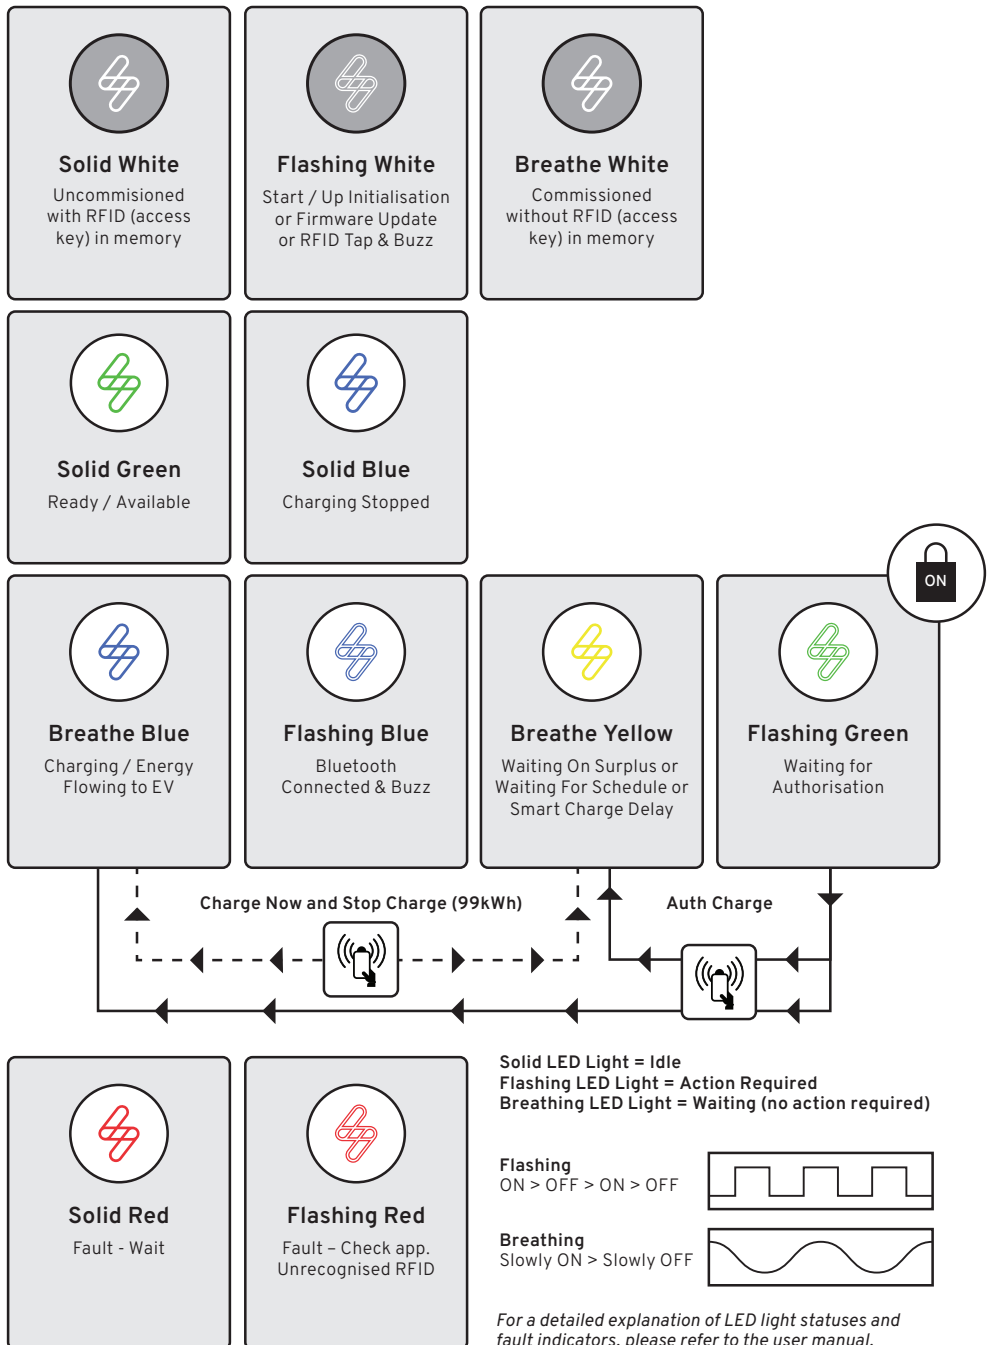 Solid White
Uncommisioned
with RFID (access
key) in memory
Flashing White
Start / Up Initialisation
or Firmware Update
or RFID Tap & Buzz
Breathe White
Commissioned
without RFID (access
key) in memory
Solid Green
Ready / Available
Solid Blue
Charging Stopped
ON
Breathe Blue
Charging / Energy
Flowing to EV
Flashing Blue
Bluetooth
Connected & Buzz
Breathe Yellow
Waiting On Surplus or
Waiting For Schedule or
Smart Charge Delay
Flashing Green
Waiting for
Authorisation
Charge Now and Stop Charge (99kWh)
Auth Charge
Solid Red
Fault - Wait
Flashing Red
Fault – Check app.
Unrecognised RFID
Solid LED Light = Idle
Flashing LED Light = Action Required
Breathing LED Light = Waiting (no action required)
Flashing
ON > OFF > ON > OFF
Breathing
Slowly ON > Slowly OFF
For a detailed explanation of LED light statuses and
fault indicators, please refer to the user manual.